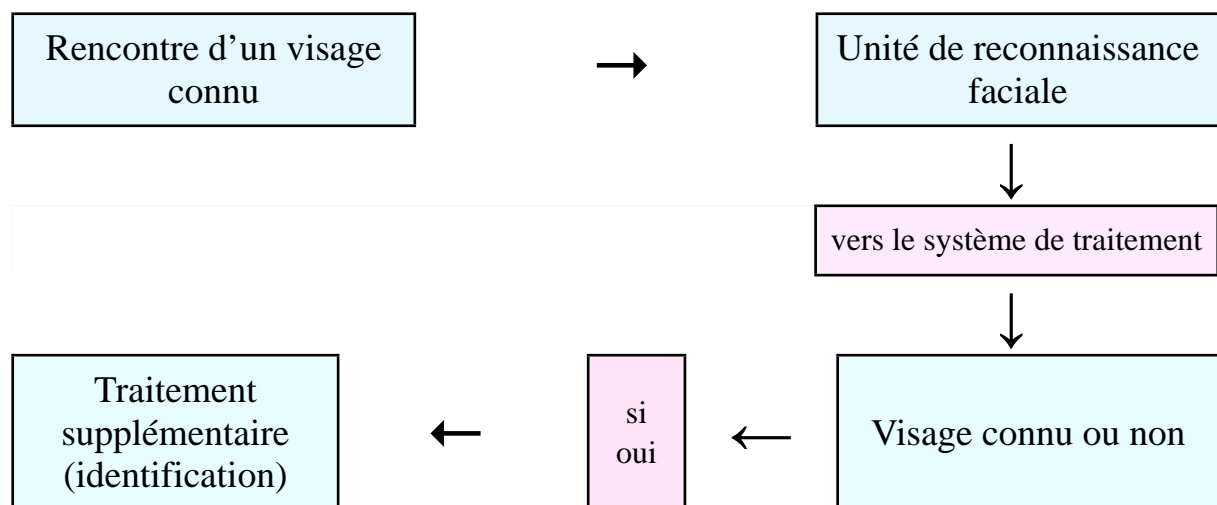 Rencontre d’un visage
connu
Unité de reconnaissance
faciale
vers le système de traitement
Visage connu ou non
si
oui
Traitement
supplémentaire
(identification)